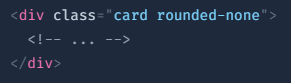 <div class="card rounded-none">
  <!-- ... -->
</div>